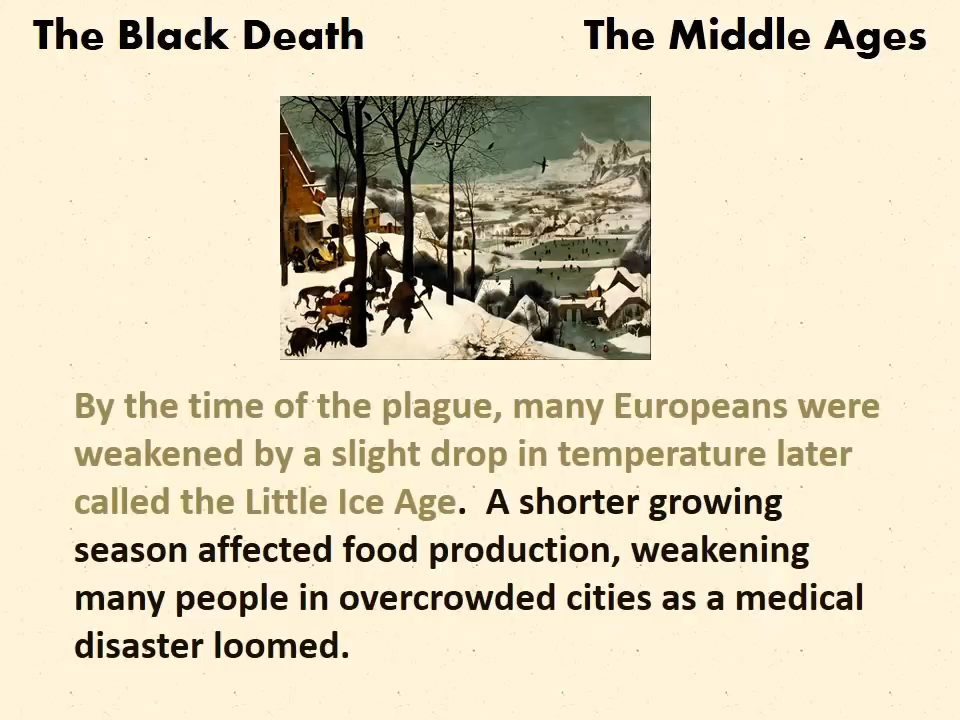 The Black Death
The Middle Ages
By the time of the plague, many Europeans were
weakened by a slight drop in temperature later
called the Little Ice Age.  A shorter growing
season affected food production, weakening
many people in overcrowded cities as a medical
disaster loomed.